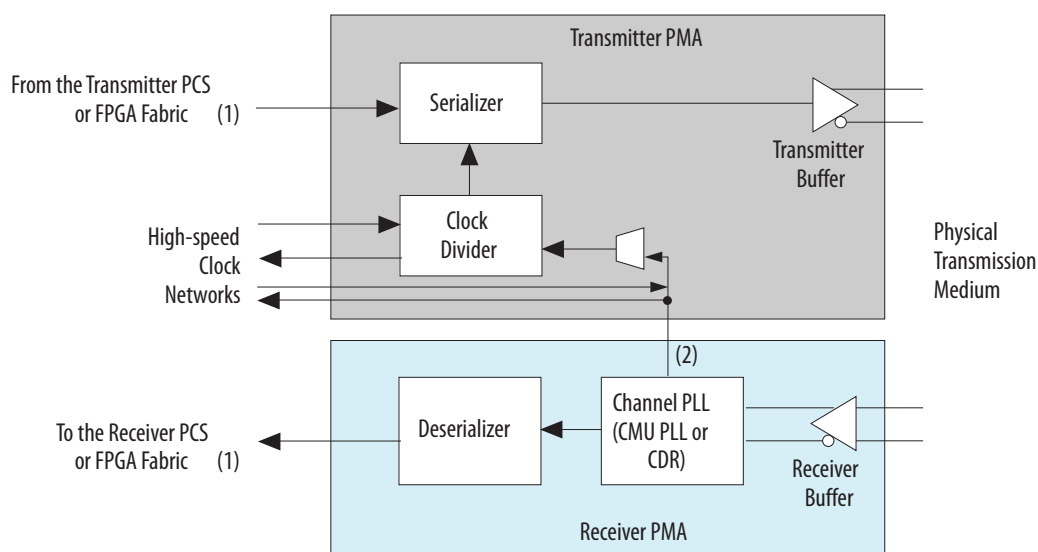 Transmitter PMA
From the Transmitter PCS
or FPGA Fabric (1)
Serializer
Transmitter
Buffer
High-speed
Clock
Networks
Clock
Divider
Physical
Transmission
Medium
(2)
To the Receiver PCS
or FPGA Fabric (1)
Deserializer
Channel PLL
(CMU PLL or
CDR)
Receiver
Buffer
Receiver PMA